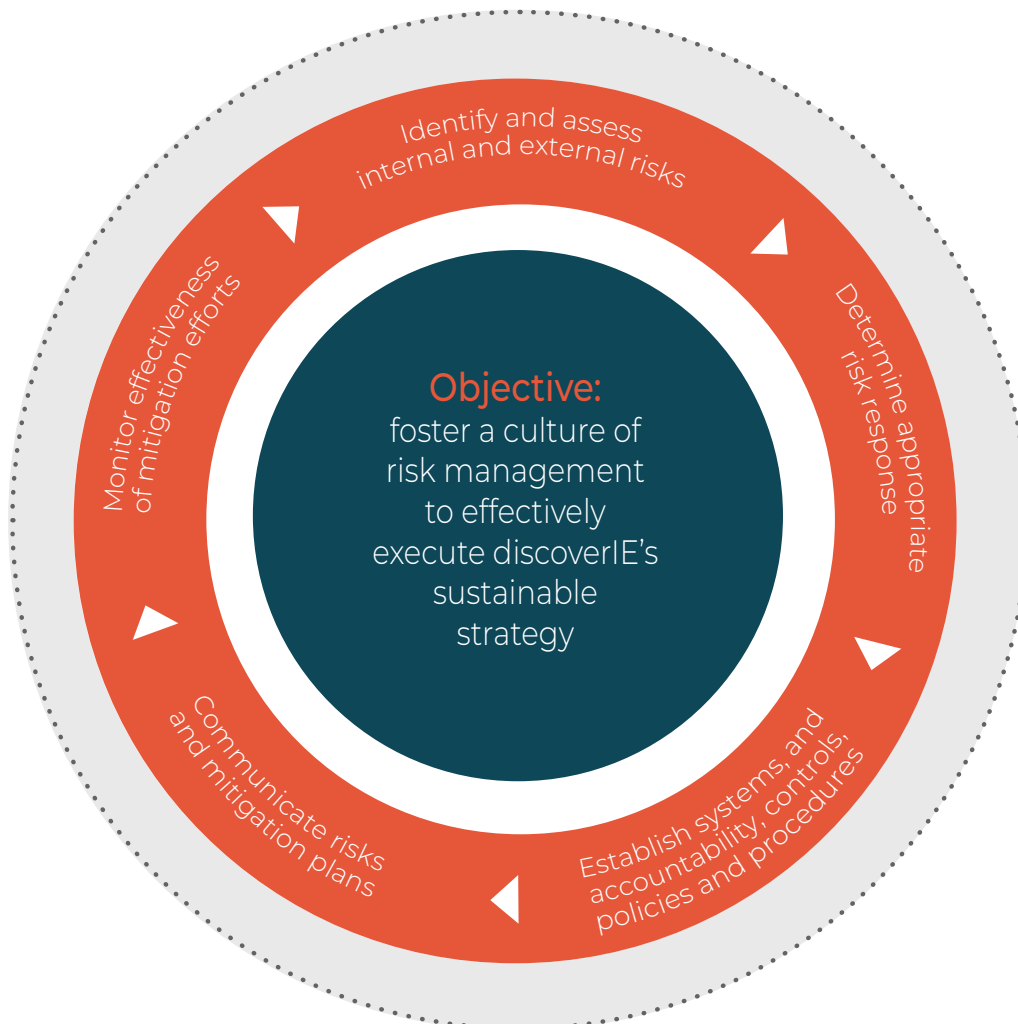 Identify and assess
internal and external risks
Determine appropriate
risk response
Establish systems, and
accountability, controls,
policies and procedures
Communicate risks
and mitigation plans
Monitor effectiveness
of mitigation efforts
Objective:
foster a culture of
risk management
to effectively
execute discoverIE’s
sustainable
strategy